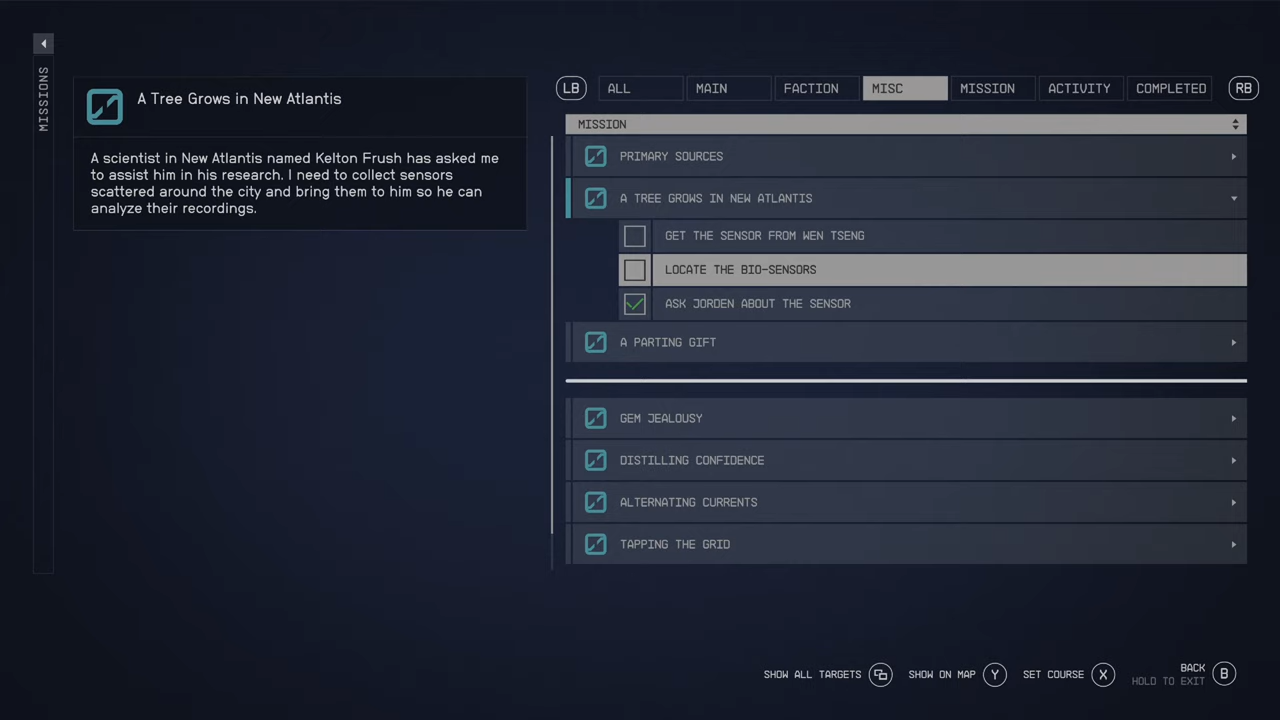 MISSIONS
A Tree Grows in New Atlantis
A scientist in New Atlantis named Kelton Frush has asked me
to assist him in his research. I need to collect sensors
scattered around the city and bring them to him so he can
analyze their recordings.
LB
ALL
MAIN
FACTION
MISC
MISSION
ACTIVITY
COMPLETED
RB
MISSION
PRIMARY SOURCES
A TREE GROWS IN NEW ATLANTIS
GET THE SENSOR FROM WEN TSENG
LOCATE THE BIO-SENSORS
ASK JORDEN ABOUT THE SENSOR
A PARTING GIFT
GEM JEALOUSY
DISTILLING CONFIDENCE
ALTERNATING CURRENTS
TAPPING THE GRID
SHOW ALL TARGETS
SHOW ON MAP Y
SET COURSE X
BACK B
HOLD TO EXIT